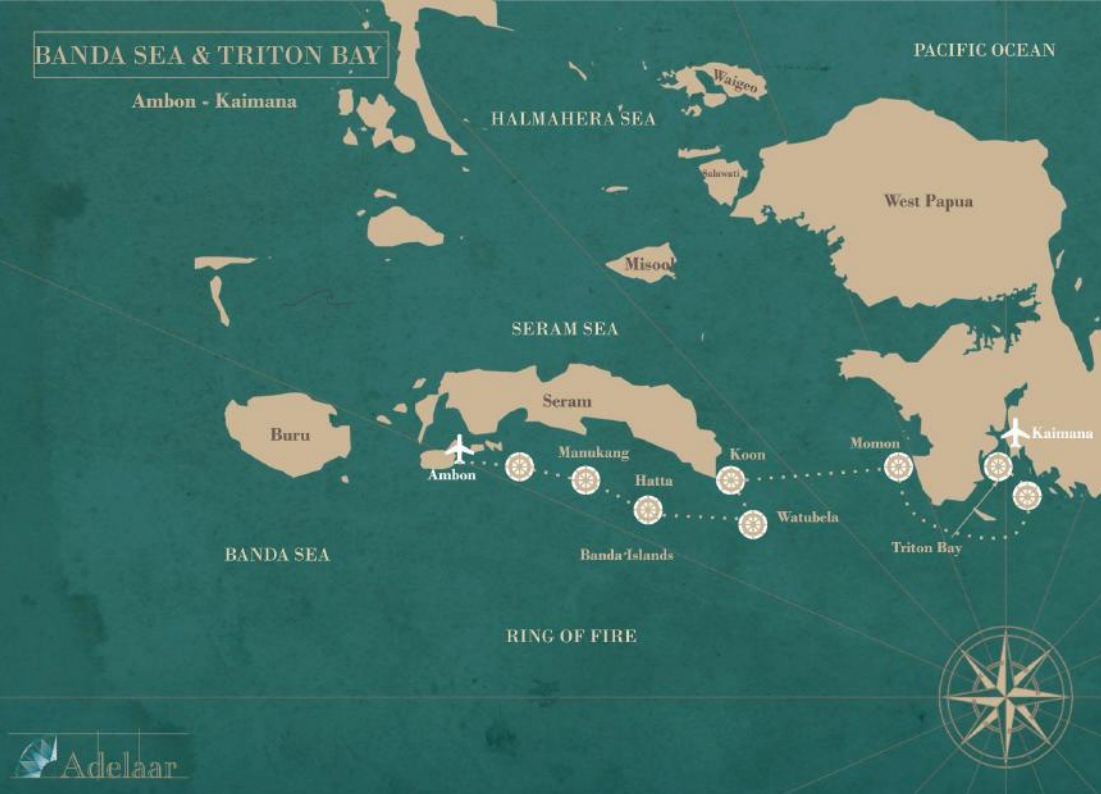 BANDA SEA & TRITON BAY
Ambon - Kaimana
PACIFIC OCEAN
Waigeo
HALMAHERA SEA
Salawati
West Papua
Misool
SERAM SEA
Seram
Buru
Kaimana
Momon
Manukang
Koon
Ambon
Hatta
Watubela
Triton Bay
BANDA SEA
Banda Islands
RING OF FIRE
Adelaar